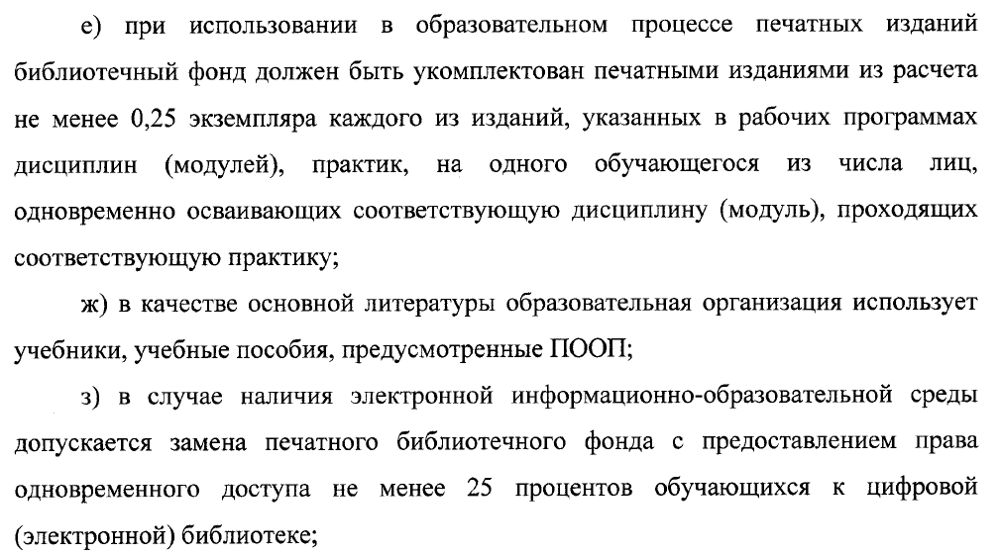 е) при использовании в образовательном процессе печатных изданий
библиотечный фонд должен быть укомплектован печатными изданиями из расчета
не менее 0,25 экземпляра каждого из изданий, указанных в рабочих программах
дисциплин (модулей), практик, на одного обучающегося из числа лиц,
одновременно осваивающих соответствующую дисциплину (модуль), проходящих
соответствующую практику;
ж) в качестве основной литературы образовательная организация использует
учебники, учебные пособия, предусмотренные ПООП;
з) в случае наличия электронной информационно-образовательной среды
допускается замена печатного библиотечного фонда с предоставлением права
одновременного доступа не менее 25 процентов обучающихся к цифровой
(электронной) библиотеке;